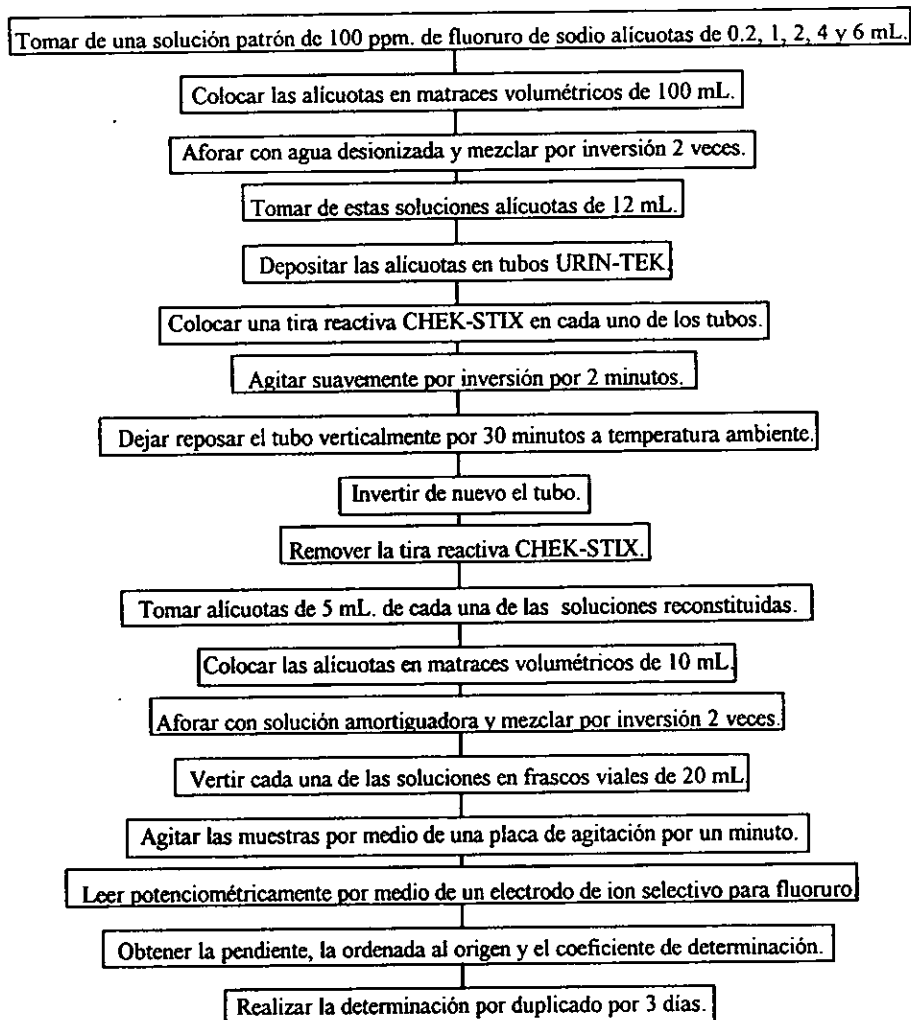 Tomar de una solución patrón de 100 ppm. de fluoruro de sodio alícuotas de 0.2, 1, 2, 4 y 6 mL.
Colocar las alícuotas en matraces volumétricos de 100 mL.
Aforar con agua desionizada y mezclar por inversión 2 veces.
Tomar de estas soluciones alícuotas de 12 mL.
Depositar las alícuotas en tubos URIN-TEK.
Colocar una tira reactiva CHEK-STIX en cada uno de los tubos.
Agitar suavemente por inversión por 2 minutos.
Dejar reposar el tubo verticalmente por 30 minutos a temperatura ambiente.
Invertir de nuevo el tubo.
Remover la tira reactiva CHEK-STIX.
Tomar alícuotas de 5 mL. de cada una de las soluciones reconstituidas.
Colocar las alícuotas en matraces volumétricos de 10 mL.
Aforar con solución amortiguadora y mezclar por inversión 2 veces.
Vertir cada una de las soluciones en frascos viales de 20 mL
Agitar las muestras por medio de una placa de agitación por un minuto.
Leer potenciométricamente por medio de un electrodo de ion selectivo para fluoruro.
Obtener la pendiente, la ordenada al origen y el coeficiente de determinación.
Realizar la determinación por duplicado por 3 días.